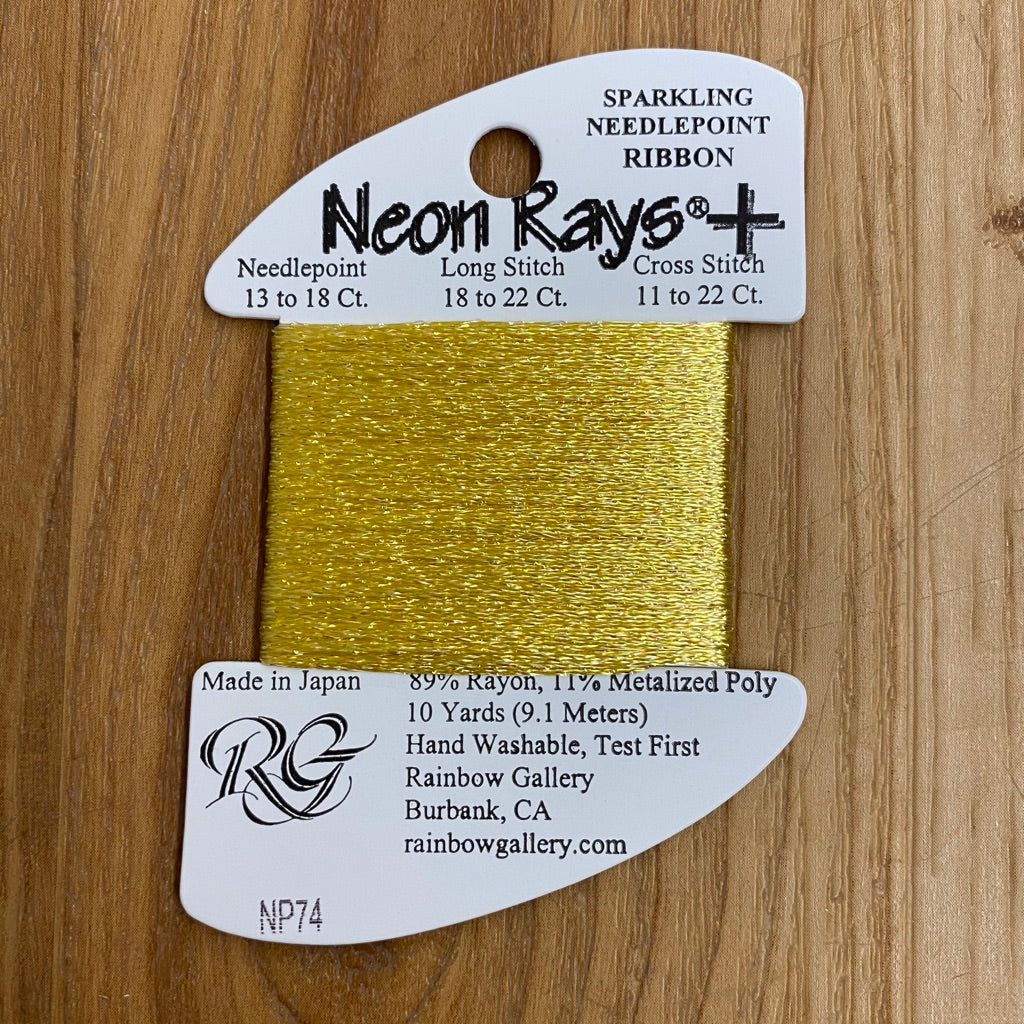 SPARKLING
NEEDLEPOINT
RIBBON
Neon Rays®+
Needlepoint Long Stitch Cross Stitch
13 to 18 Ct. 18 to 22 Ct. 11 to 22 Ct.
Made in Japan 89% Rayon, 11% Metalized Poly
10 Yards (9.1 Meters)
Hand Washable, Test First
Rainbow Gallery
Burbank, CA
rainbowgallery.com
RG
NP74